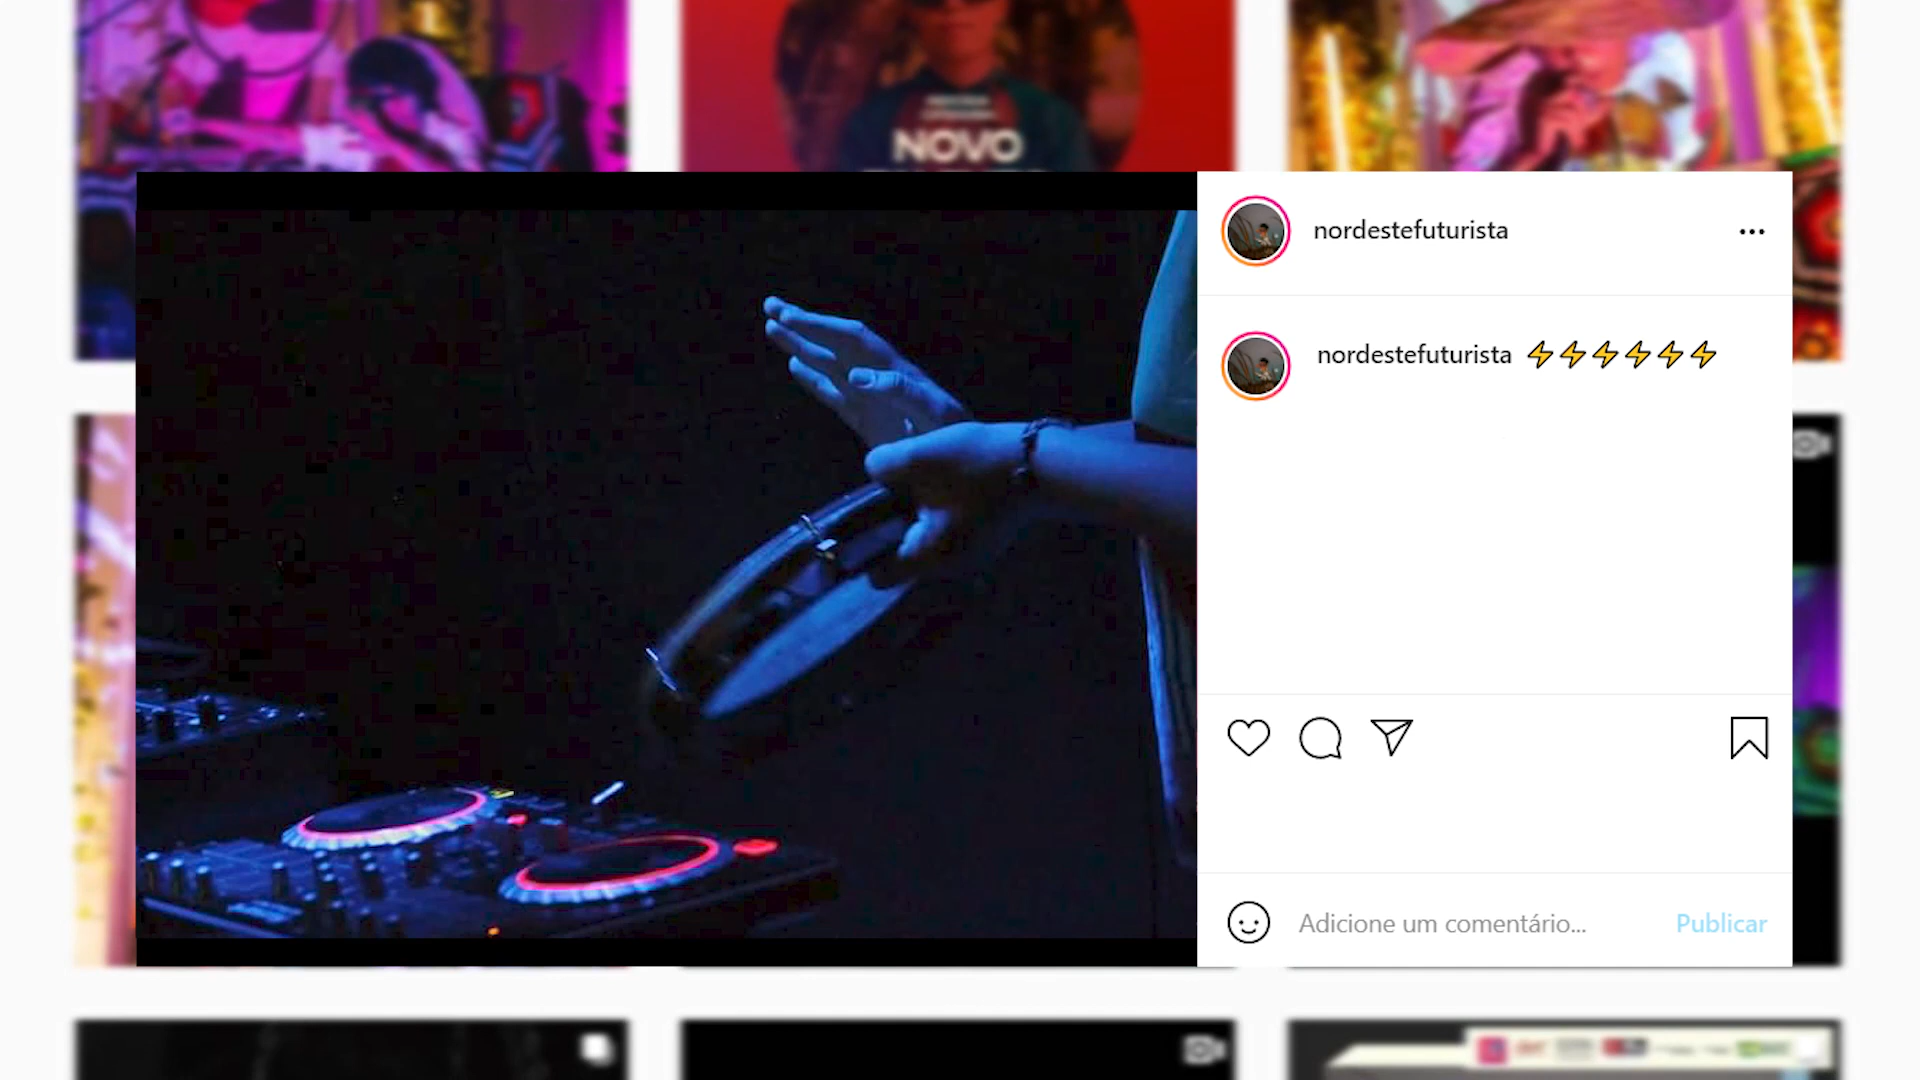 NOVO
nordestefuturista
nordestefuturista ⚡⚡⚡⚡⚡⚡
Adicione um comentário...
Publicar